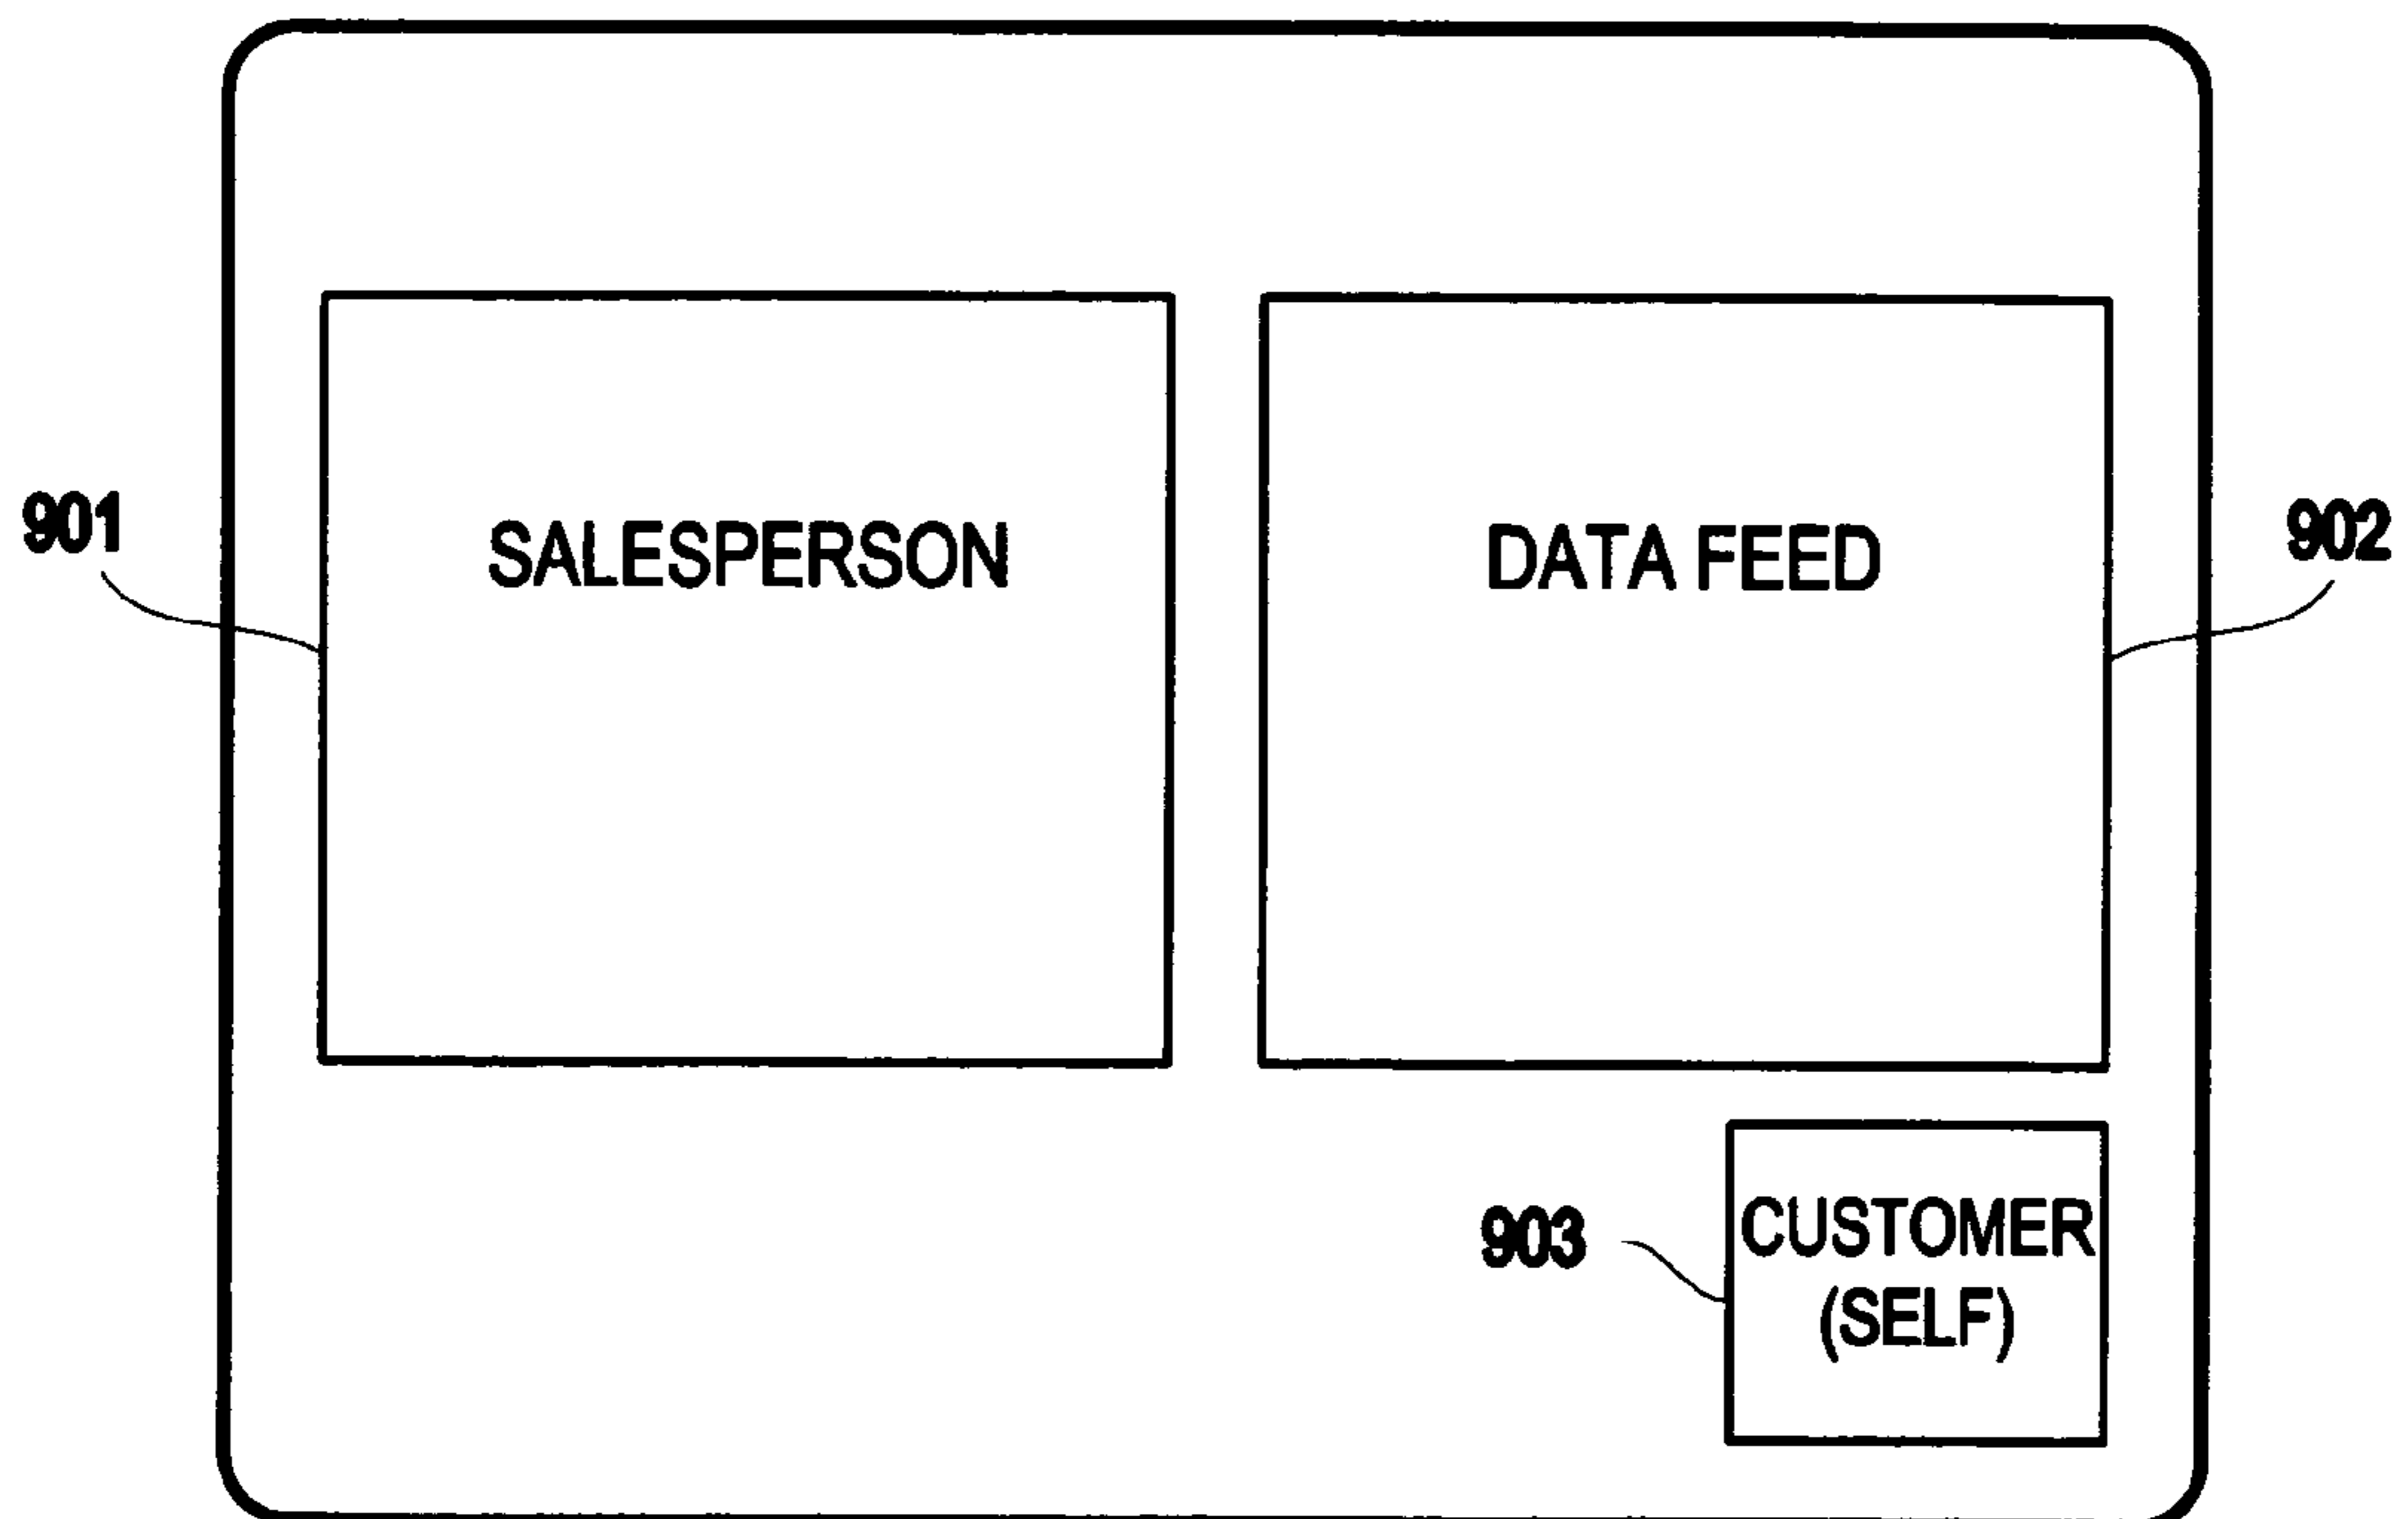 901
SALESPERSON
DATA FEED
902
903
CUSTOMER
(SELF)